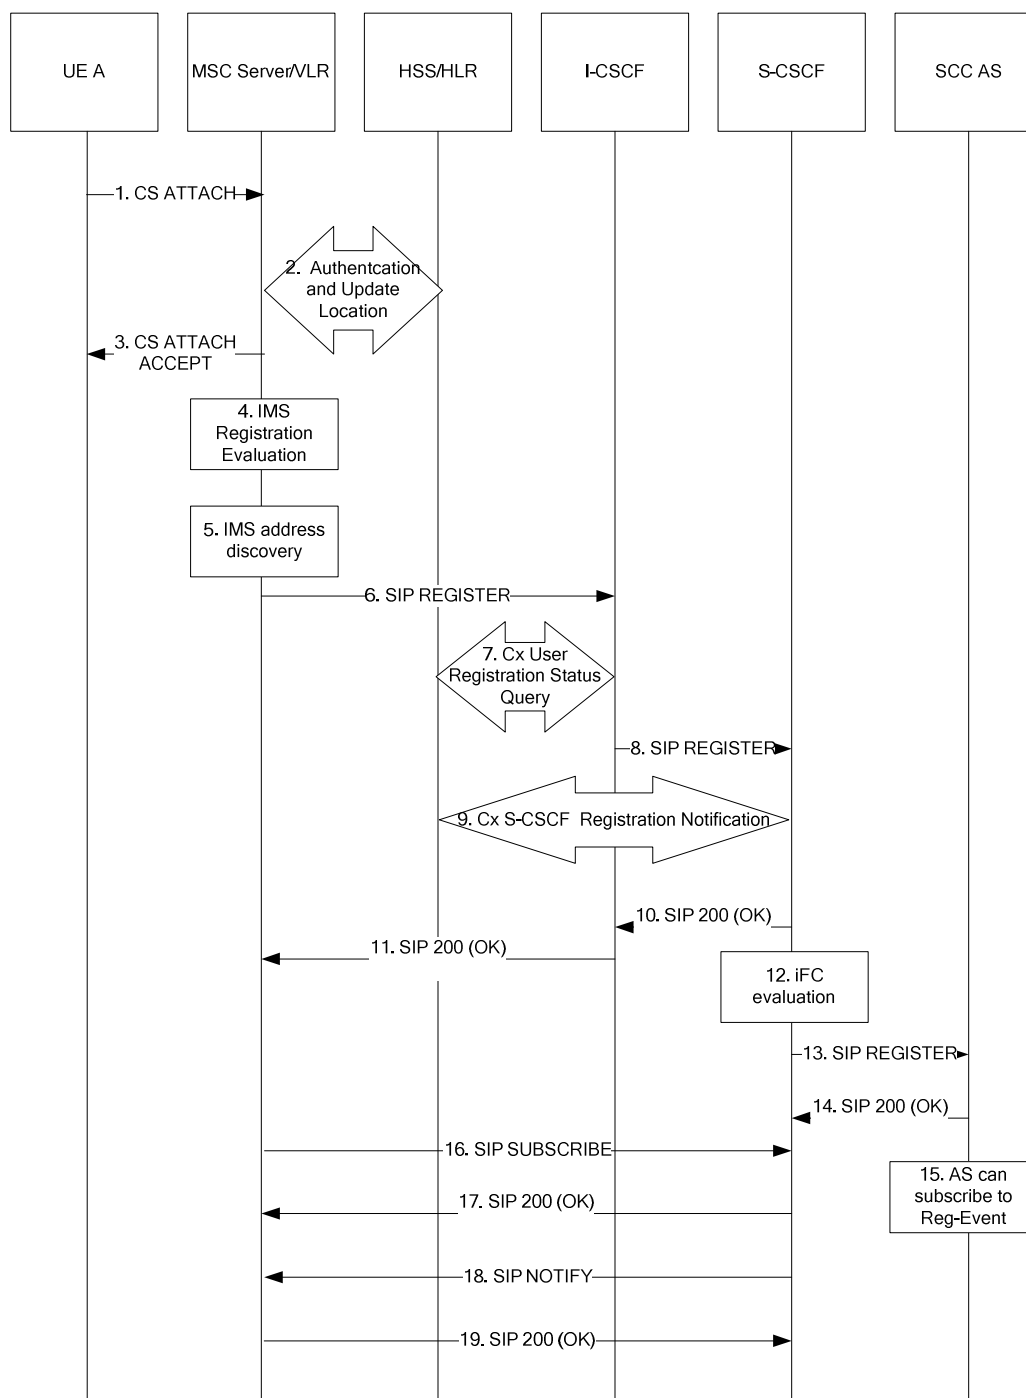 UE A
MSC Server/VLR
HSS/HLR
I-CSCF
S-CSCF
SCC AS
1. CS ATTACH
2. Authentcation
and Update
Location
3. CS ATTACH
ACCEPT
4. IMS
Registration
Evaluation
5. IMS address
discovery
6. SIP REGISTER
7. Cx User
Registration Status
Query
8. SIP REGISTER
9. Cx S-CSCF Registration Notification
10. SIP 200 (OK)
11. SIP 200 (OK)
12. iFC
evaluation
13. SIP REGISTER
14. SIP 200 (OK)
16. SIP SUBSCRIBE
15. AS can
subscribe to
Reg-Event
17. SIP 200 (OK)
18. SIP NOTIFY
19. SIP 200 (OK)